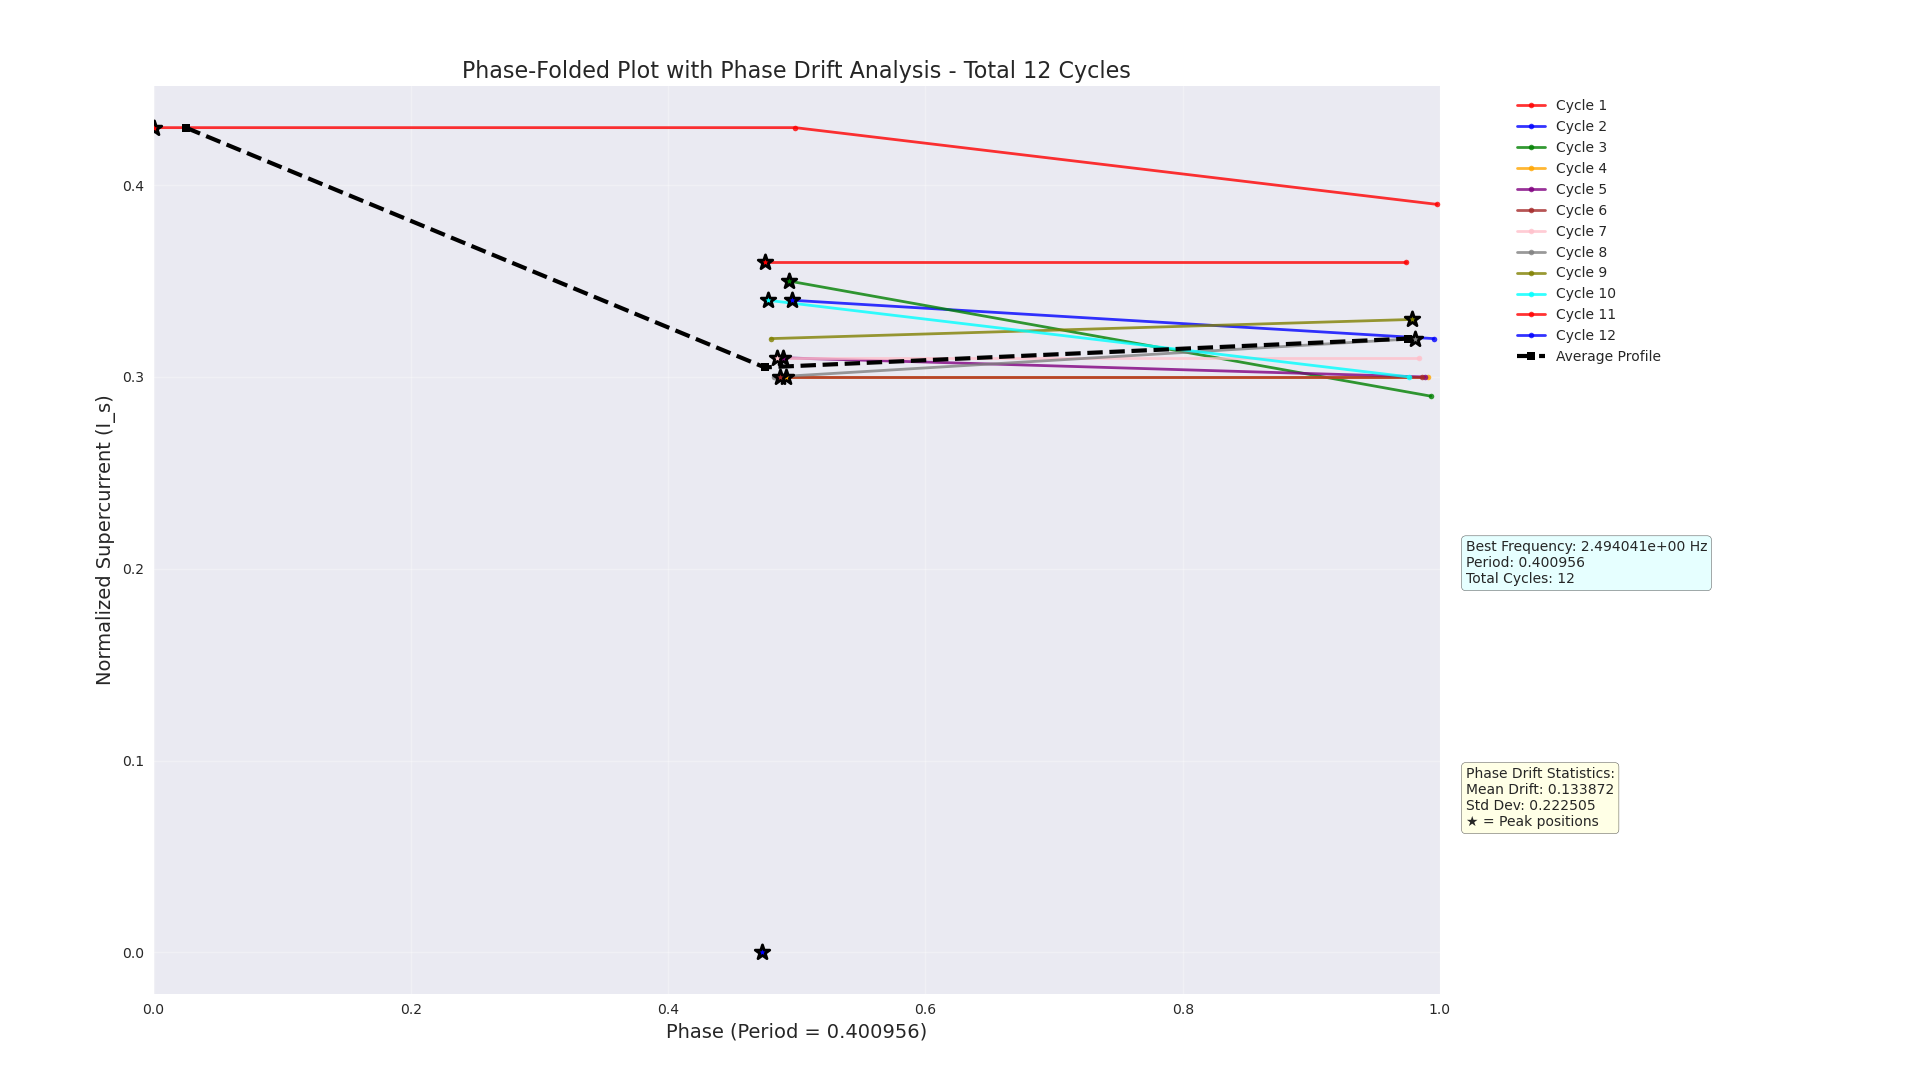 Phase-Folded Plot with Phase Drift Analysis - Total 12 Cycles
Normalized Supercurrent (I_s)
0.4
0.3
0.2
0.1
0.0
0.0 0.2 0.4 0.6 0.8 1.0
Phase (Period = 0.400956)
Cycle 1
Cycle 2
Cycle 3
Cycle 4
Cycle 5
Cycle 6
Cycle 7
Cycle 8
Cycle 9
Cycle 10
Cycle 11
Cycle 12
Average Profile
Best Frequency: 2.494041e+00 Hz
Period: 0.400956
Total Cycles: 12
Phase Drift Statistics:
Mean Drift: 0.133872
Std Dev: 0.222505
★ = Peak positions